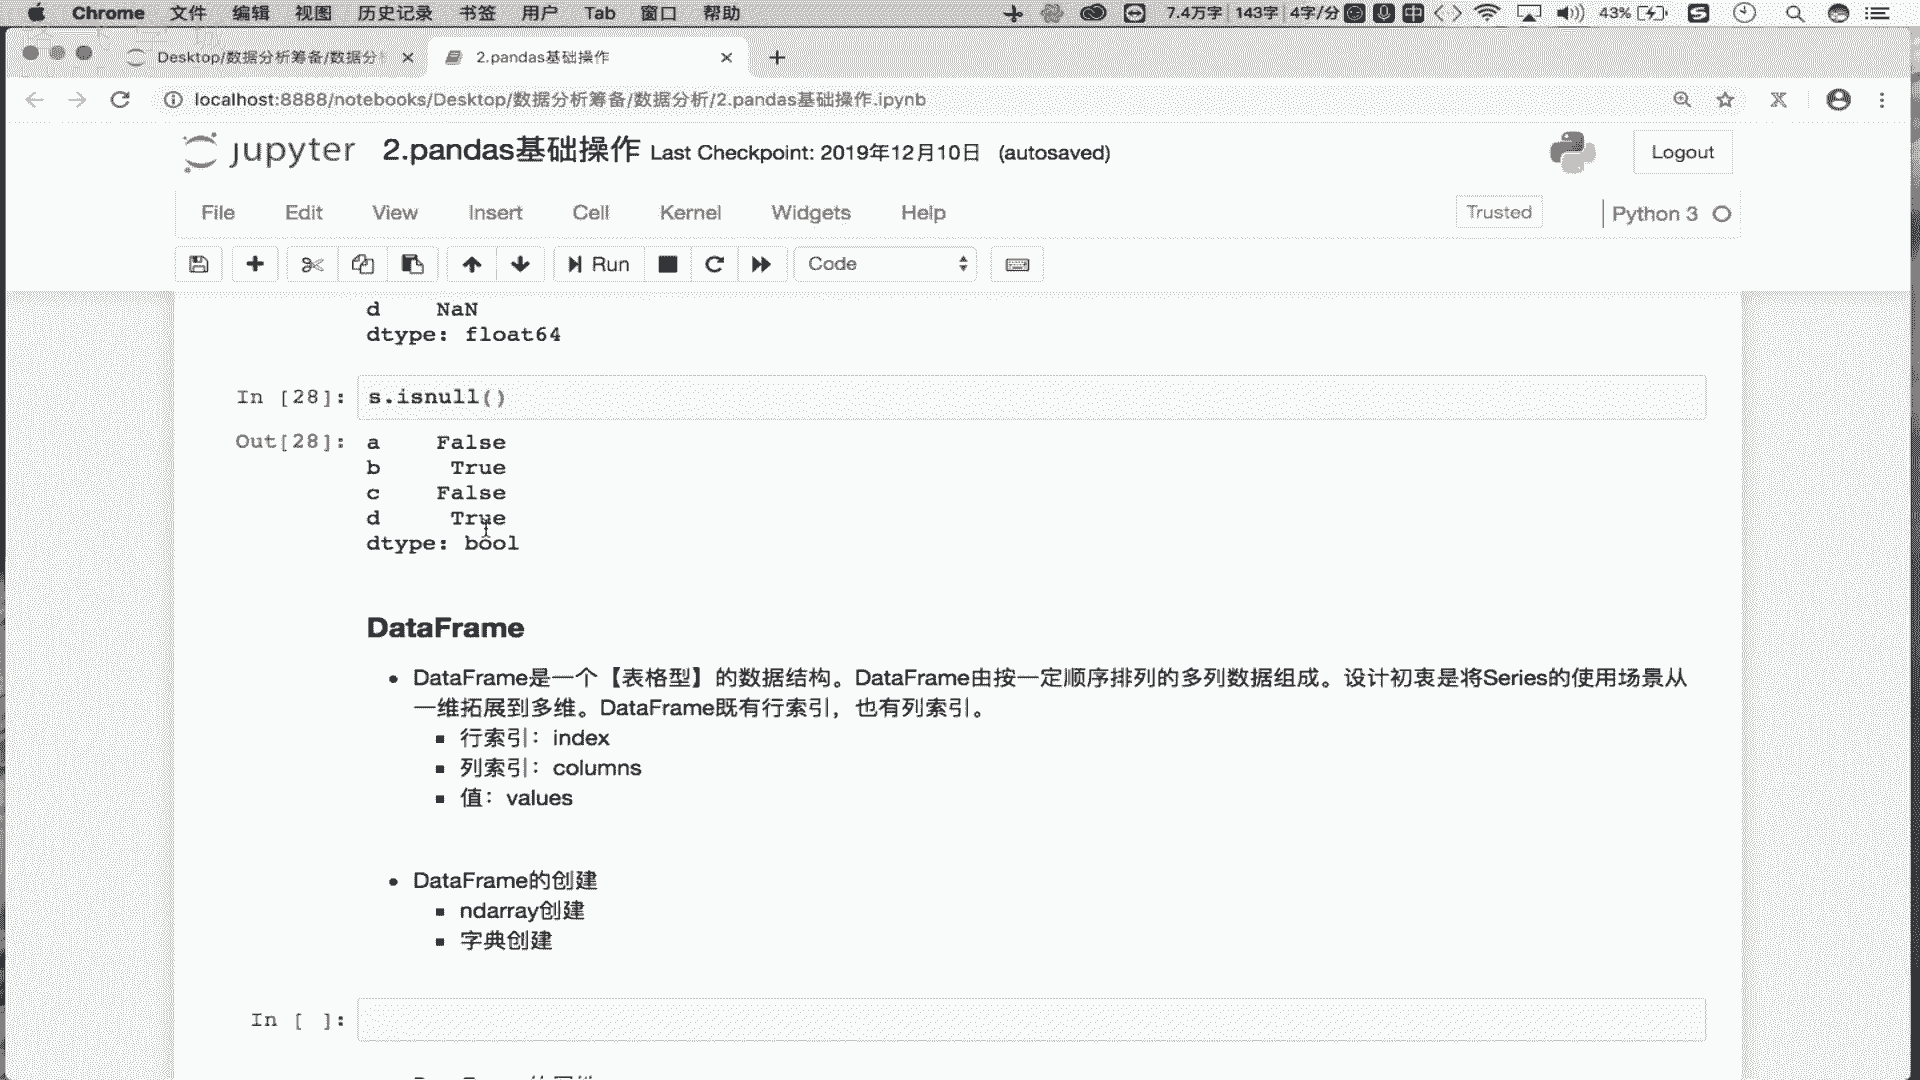 Chrome 文件 编辑 视图 历史记录 书签 用户 Tab 窗口 帮助 7.4万字 143字 4字/分 中 43%
Desktop/数据分析筹备/数据分 2.pandas基础操作
localhost:8888/notebooks/Desktop/数据分析筹备/数据分析/2.pandas基础操作.ipynb
jupyter 2.pandas基础操作 Last Checkpoint: 2019年12月10日 (autosaved) Logout
File Edit View Insert Cell Kernel Widgets Help Trusted Python 3
Run Code
d NaN
dtype: float64
In [28]: s.isnull()
Out[28]: a False
b True
c False
d True
dtype: bool
DataFrame
DataFrame是一个【表格型】的数据结构。DataFrame由按一定顺序排列的多列数据组成。设计初衷是将Series的使用场景从
一维拓展到多维。DataFrame既有行索引，也有列索引。
行索引：index
列索引：columns
值：values
DataFrame的创建
ndarray创建
字典创建
In [ ]: